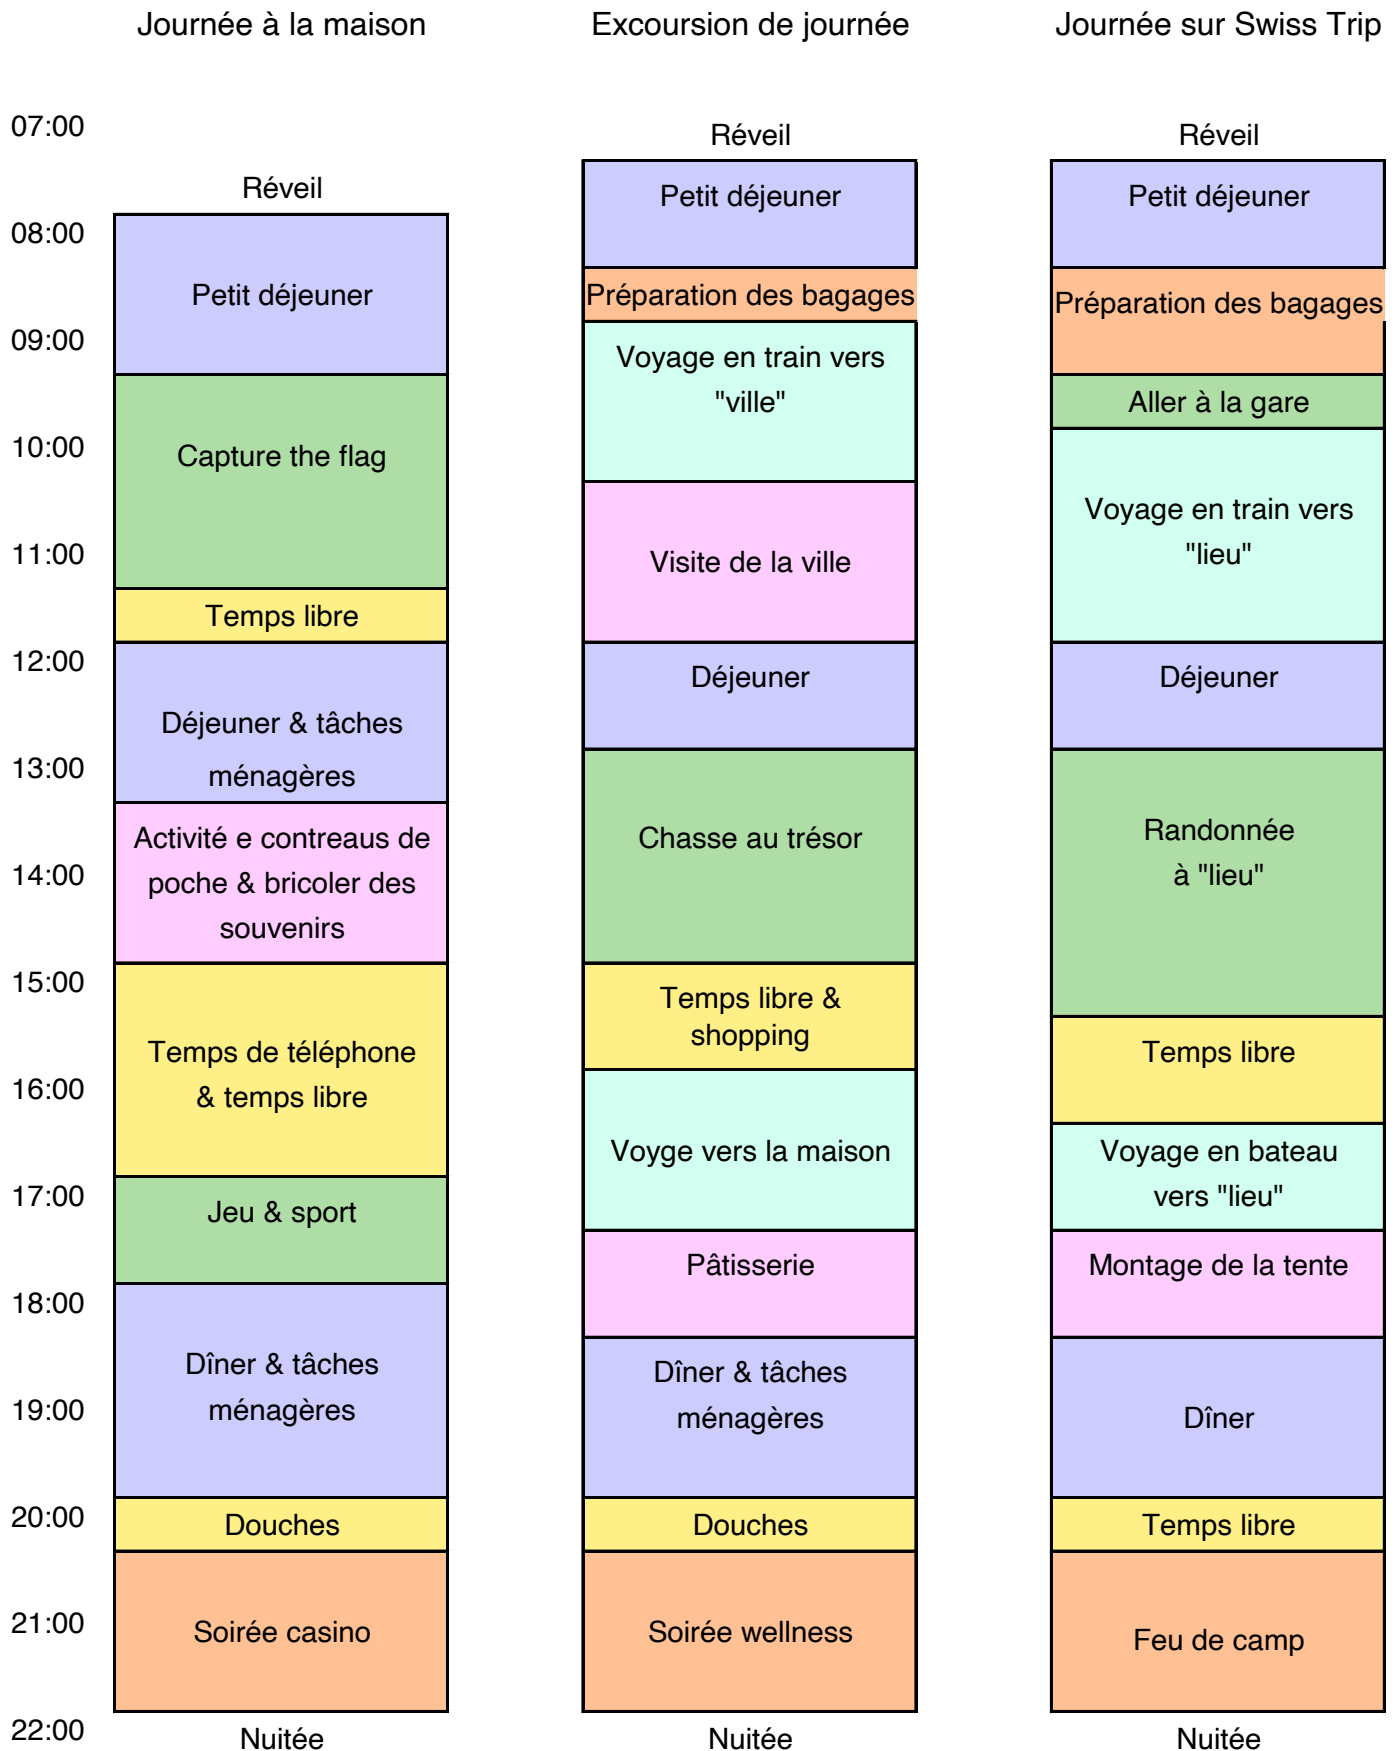 Journée à la maison
Excoursion de journée
Journée sur Swiss Trip
07:00
08:00
09:00
10:00
11:00
12:00
13:00
14:00
15:00
16:00
17:00
18:00
19:00
20:00
21:00
22:00
Réveil
Petit déjeuner
Capture the flag
Temps libre
Déjeuner & tâches
ménagères
Activité e contreaus de
poche & bricoler des
souvenirs
Temps de téléphone
& temps libre
Jeu & sport
Dîner & tâches
ménagères
Douches
Soirée casino
Nuitée
Réveil
Petit déjeuner
Préparation des bagages
Voyage en train vers
"ville"
Visite de la ville
Déjeuner
Chasse au trésor
Temps libre &
shopping
Voyge vers la maison
Pâtisserie
Dîner & tâches
ménagères
Douches
Soirée wellness
Nuitée
Réveil
Petit déjeuner
Préparation des bagages
Aller à la gare
Voyage en train vers
"lieu"
Déjeuner
Randonnée
à "lieu"
Temps libre
Voyage en bateau
vers "lieu"
Montage de la tente
Dîner
Temps libre
Feu de camp
Nuitée